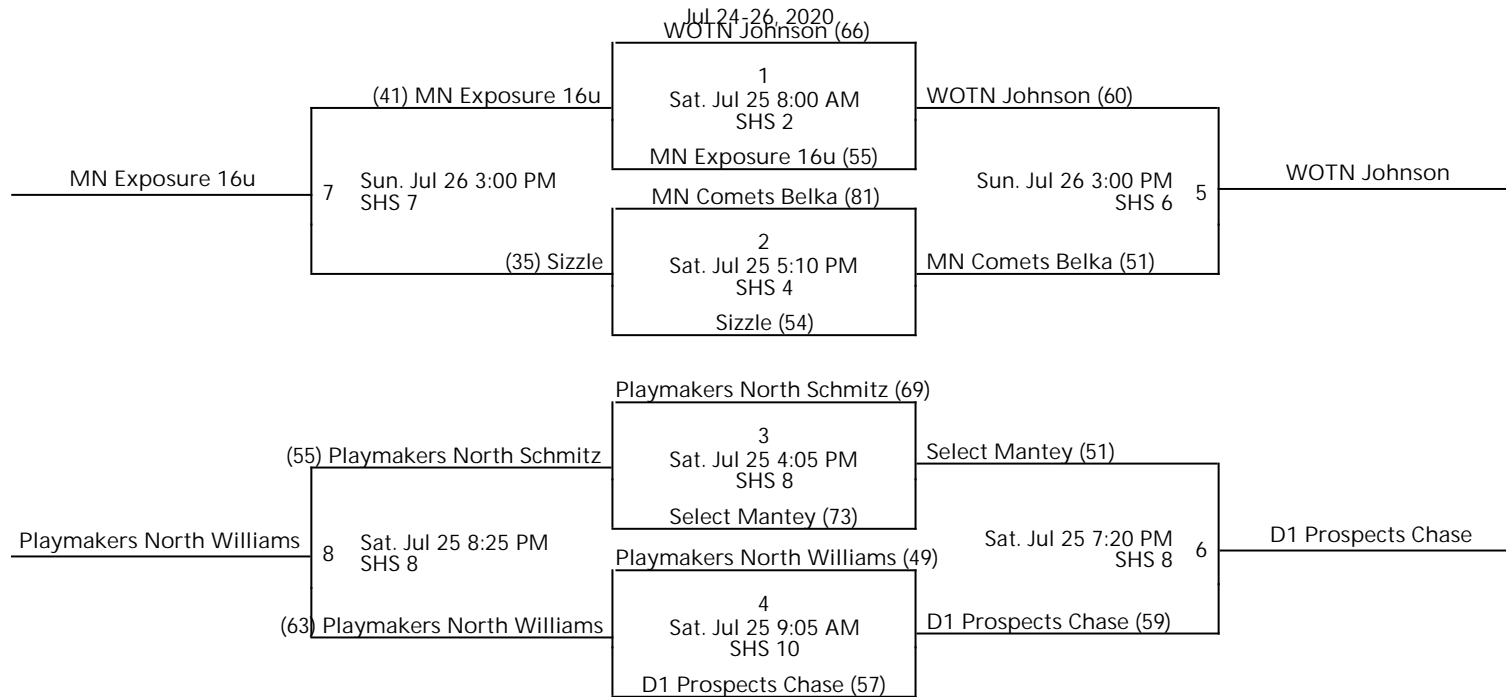 Jul 24-26, 2020
WOTN Johnson (66)
1
(41) MN Exposure 16u
Sat. Jul 25 8:00 AM
WOTN Johnson (60)
SHS 2
MN Exposure 16u (55)
MN Exposure 16u
7
Sun. Jul 26 3:00 PM
SHS 7
Sun. Jul 26 3:00 PM
SHS 6
5
WOTN Johnson
MN Comets Belka (81)
2
(35) Sizzle
Sat. Jul 25 5:10 PM
MN Comets Belka (51)
SHS 4
Sizzle (54)
Playmakers North Schmitz (69)
3
(55) Playmakers North Schmitz
Sat. Jul 25 4:05 PM
Select Mantey (51)
SHS 8
Select Mantey (73)
Playmakers North Williams
8
Sat. Jul 25 8:25 PM
SHS 8
Sat. Jul 25 7:20 PM
SHS 8
6
D1 Prospects Chase
Playmakers North Williams (49)
4
(63) Playmakers North Williams
Sat. Jul 25 9:05 AM
D1 Prospects Chase (59)
SHS 10
D1 Prospects Chase (57)